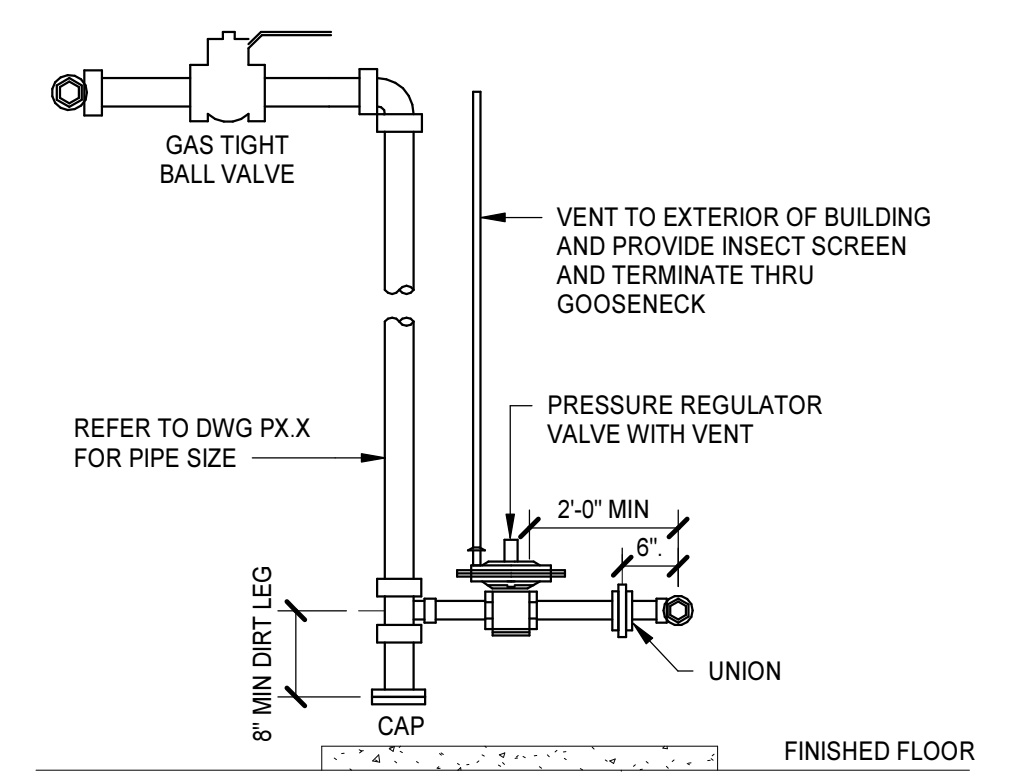 GAS TIGHT
BALL VALVE
VENT TO EXTERIOR OF BUILDING
AND PROVIDE INSECT SCREEN
AND TERMINATE THRU
GOOSENECK
PRESSURE REGULATOR
VALVE WITH VENT
REFER TO DWG PX.X
FOR PIPE SIZE
2'-0" MIN
6".
8" MIN DIRT LEG
UNION
CAP
FINISHED FLOOR